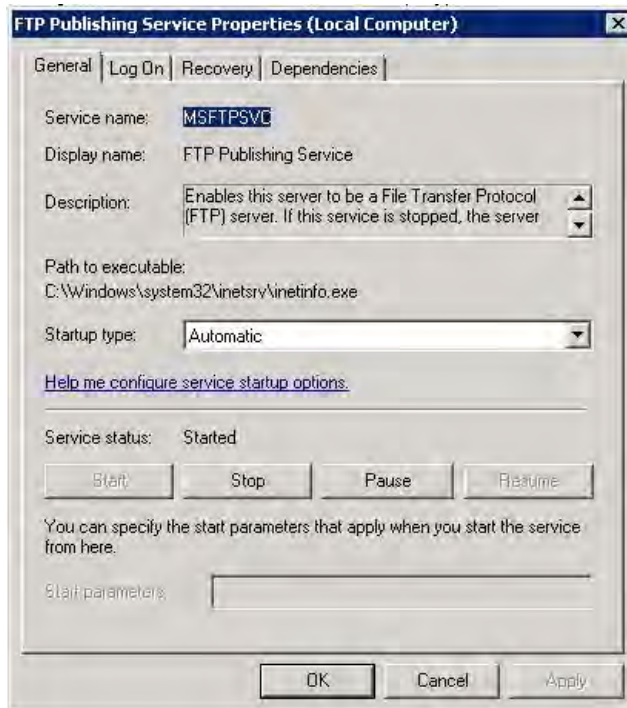 FTP Publishing Service Properties (Local Computer)
General Log On Recovery Dependencies
Service name: MSFTPSVC
Display name: FTP Publishing Service
Description: Enables this server to be a File Transfer Protocol
(FTP) server. If this service is stopped, the server
Path to executable:
C:\Windows\system32\inetsrv\inetinfo.exe
Startup type: Automatic
Help me configure service startup options.
Service status: Started
Start Stop Pause Resume
You can specify the start parameters that apply when you start the service
from here.
Start parameters:
OK Cancel Apply